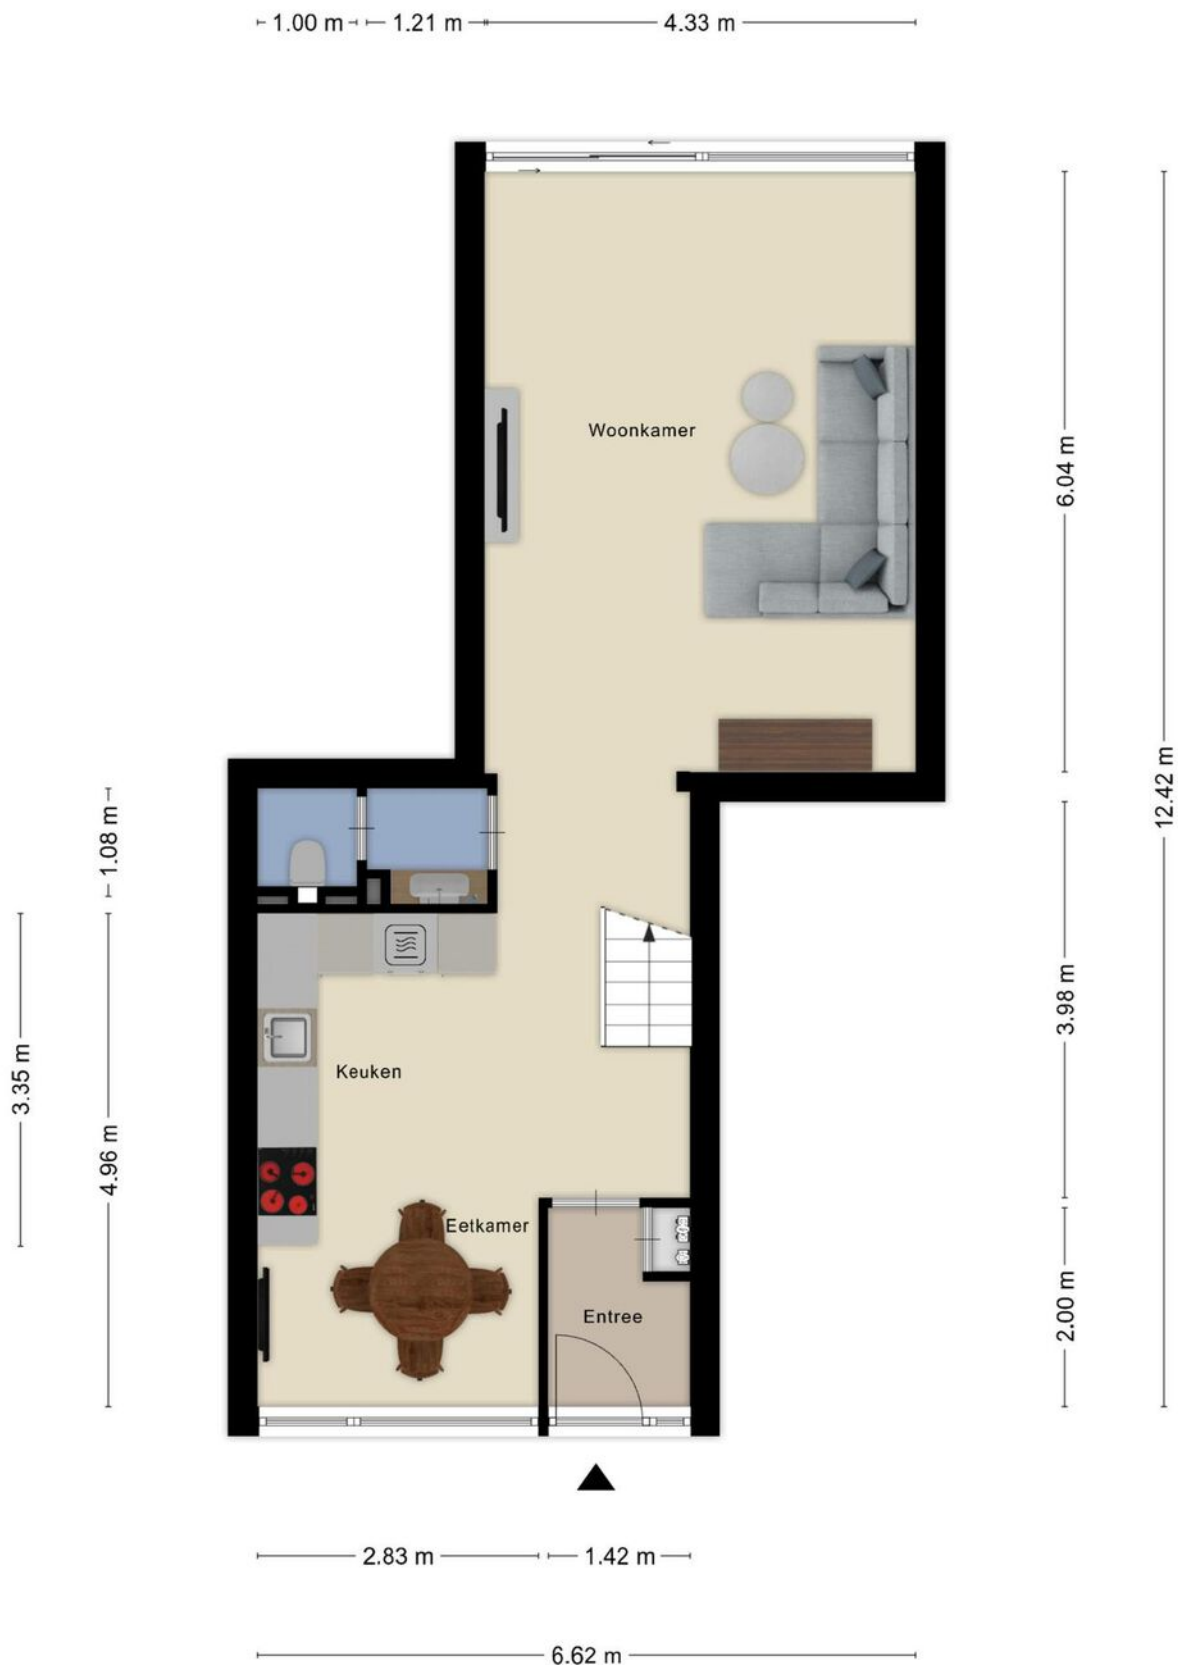 1.00 m 1.21 m 4.33 m
Woonkamer
6.04 m
12.42 m
1.08 m
3.98 m
3.35 m
Keuken
4.96 m
Eetkamer
2.00 m
Entree
2.83 m 1.42 m
6.62 m